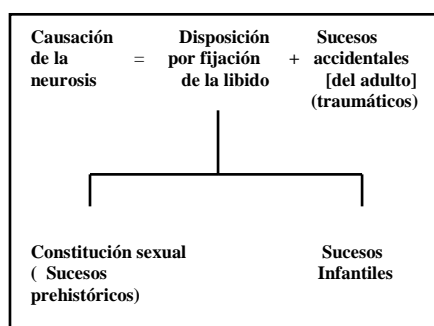 Causación Disposición Sucesos
de la = por fijación + accidentales
neurosis de la libido [del adulto]
(traumáticos)
Constitución sexual Sucesos
( Sucesos Infantiles
prehistóricos)